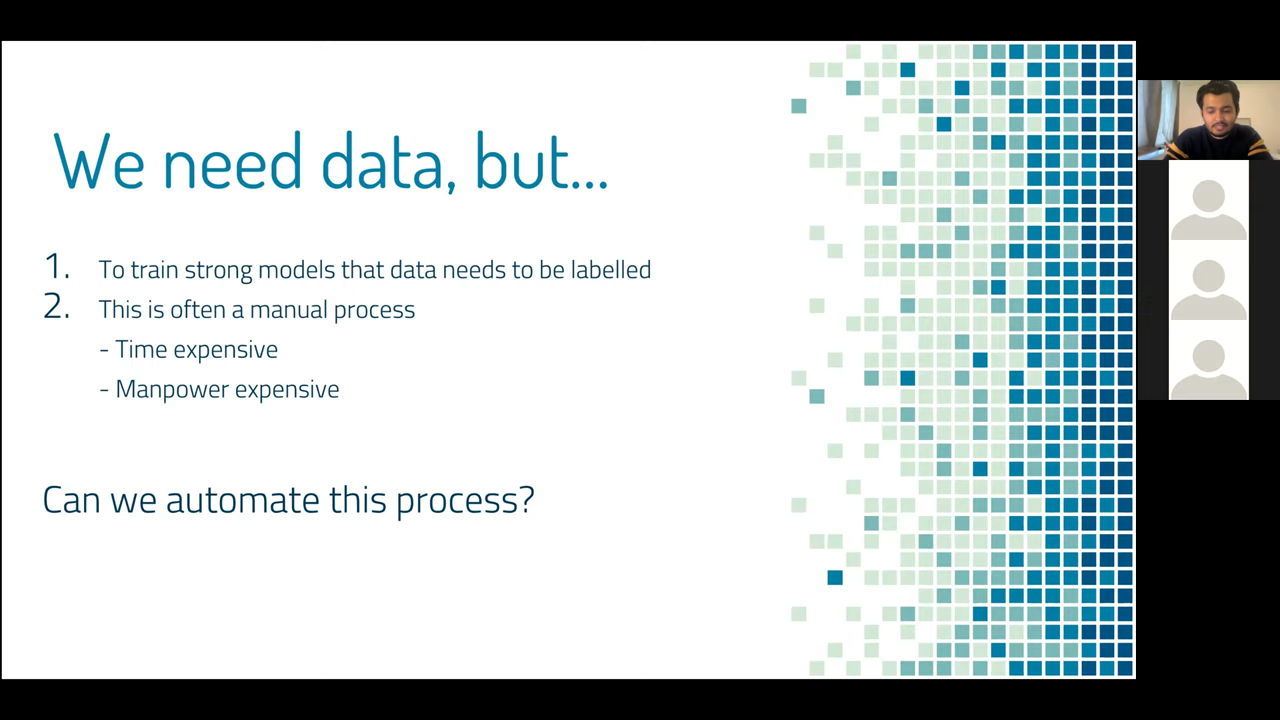 We need data, but...
1. To train strong models that data needs to be labelled
2. This is often a manual process
- Time expensive
- Manpower expensive
Can we automate this process?